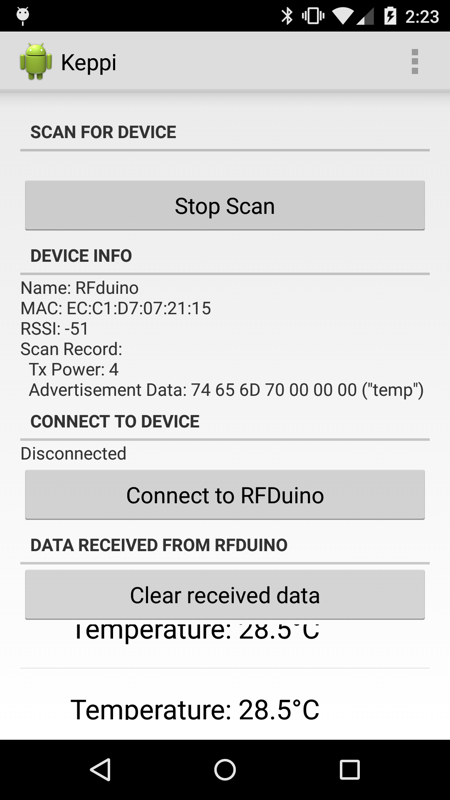 2:23
Keppi
SCAN FOR DEVICE
Stop Scan
DEVICE INFO
Name: RFduino
MAC: EC:C1:D7:07:21:15
RSSI: -51
Scan Record:
Tx Power: 4
Advertisement Data: 74 65 6D 70 00 00 00 ("temp")
CONNECT TO DEVICE
Disconnected
Connect to RFDuino
DATA RECEIVED FROM RFDUINO
Clear received data
Temperature: 28.5°C
Temperature: 28.5°C